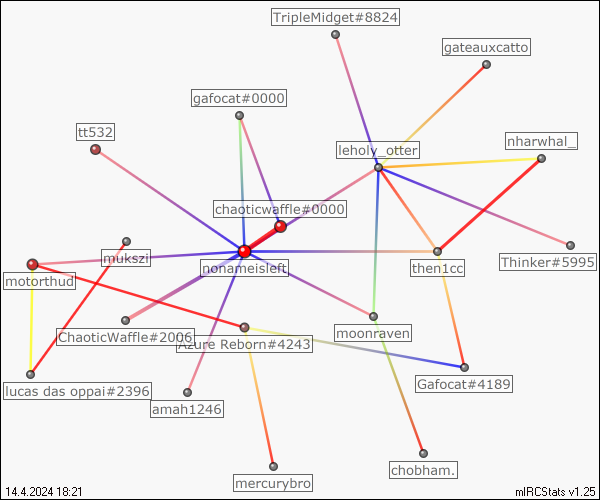 TripleMidget#8824
gateauxcatto
gafocat#0000
tt532
leholy_otter
nharwhal_
chaoticwaffle#0000
mukszi
nonameisleft
then1cc
Thinker#5995
motorthud
ChaoticWaffle#2006
Azure Reborn#4243
moonraven
lucas das oppai#2396
Gafocat#4189
amah1246
chobham.
mercurybro
14.4.2024 18:21
mIRCStats v1.25